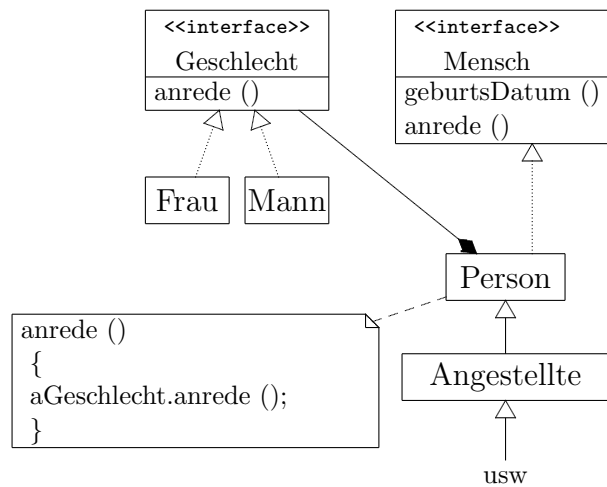 <<interface>>
Geschlecht
anrede ()
<<interface>>
Mensch
geburtsDatum ()
anrede ()
Frau
Mann
Person
anrede ()
{
aGeschlecht.anrede ();
}
Angestellte
usw